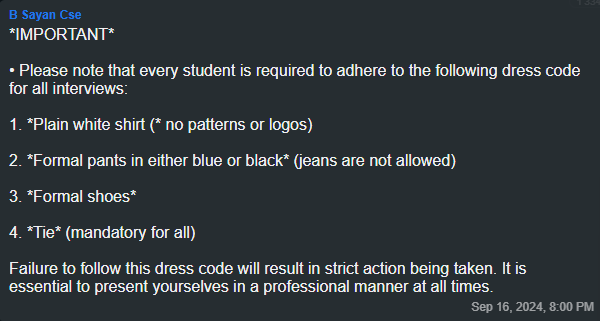 B Sayan Cse
*IMPORTANT*
• Please note that every student is required to adhere to the following dress code
for all interviews:
1. *Plain white shirt (* no patterns or logos)
2. *Formal pants in either blue or black* (jeans are not allowed)
3. *Formal shoes*
4. *Tie* (mandatory for all)
Failure to follow this dress code will result in strict action being taken. It is
essential to present yourselves in a professional manner at all times.
Sep 16, 2024, 8:00 PM